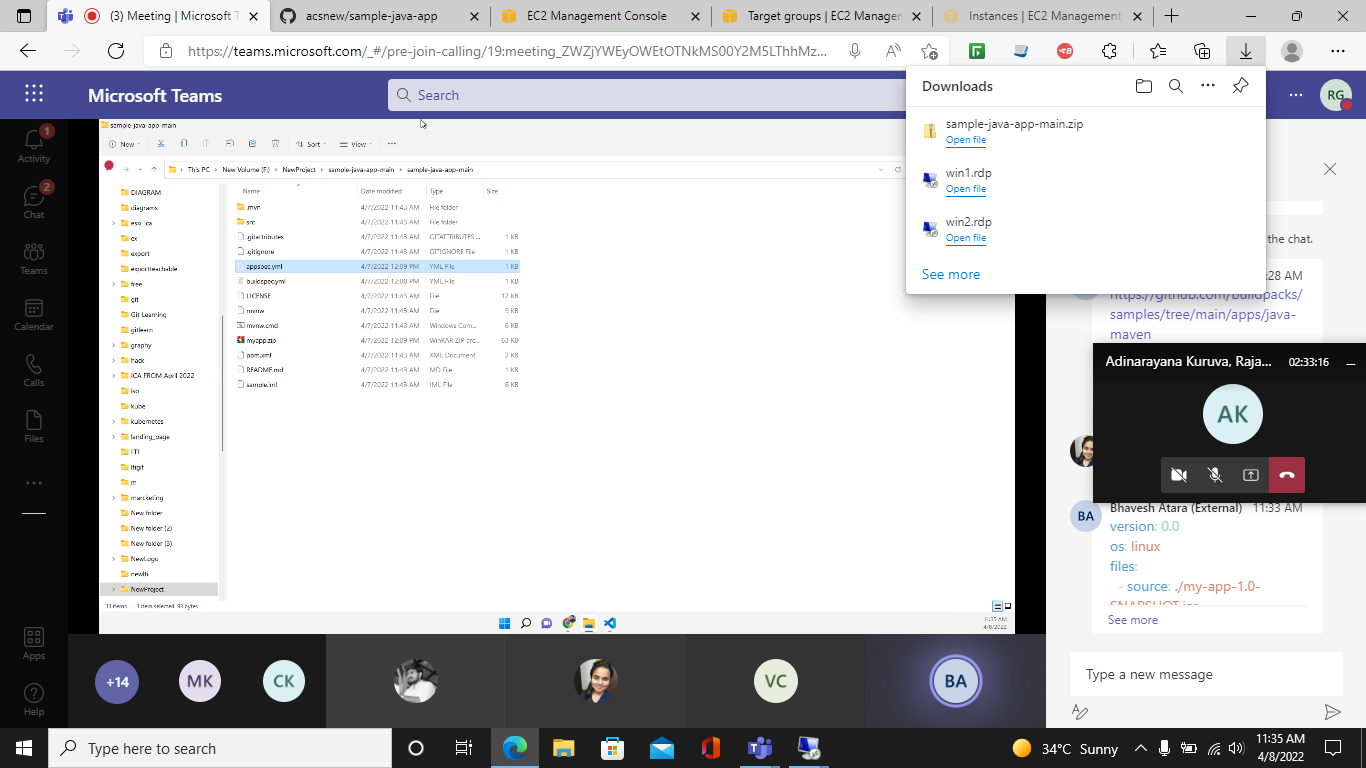 (3) Meeting | Microsoft T
acsnew/sample-java-app
EC2 Management Console
Target groups | EC2 Manager
Instances | EC2 Management
https://teams.microsoft.com/_#/pre-join-calling/19:meeting_ZWZjYWEyOWEtOTNkMS00Y2M5LThhMz...
Microsoft Teams
Search
RG
Downloads
sample-java-app-main.zip
Open file
win1.rdp
Open file
win2.rdp
Open file
See more
Activity
1
Chat
2
Teams
Calendar
Calls
Files
Apps
Help
sample-java-app-main
New
Sort
View
This PC
New Volume (F:)
NewProject
sample-java-app-main
sample-java-app-main
Name
Date modified
Type
Size
DIAGRAM
diagrams
esxi_ica
ex
export
exportteachable
free
git
Git Learning
gitlearn
graphy
hack
ICA FROM April 2022
iso
kube
kubernetes
landing_page
LTI
ltigit
m
marcketing
New folder
New folder (2)
New folder (3)
NewLogo
newlti
NewProject
.mvn 4/7/2022 11:43 AM File folder
src 4/7/2022 11:43 AM File folder
.gitattributes 4/7/2022 11:43 AM GITATTRIBUTES ... 1 KB
.gitignore 4/7/2022 11:43 AM GITIGNORE File 1 KB
appspec.yml 4/7/2022 12:09 PM YML File 1 KB
buildspec.yml 4/7/2022 12:08 PM YML File 1 KB
LICENSE 4/7/2022 11:43 AM File 12 KB
mvnw 4/7/2022 11:43 AM File 9 KB
mvnw.cmd 4/7/2022 11:43 AM Windows Com... 6 KB
myapp.zip 4/7/2022 12:09 PM WinRAR ZIP arc... 63 KB
pom.xml 4/7/2022 11:43 AM XML Document 2 KB
README.md 4/7/2022 11:43 AM MD File 1 KB
sample.iml 4/7/2022 11:43 AM IML File 8 KB
13 items
1 item selected 93 bytes
11:35 AM
4/8/2022
the chat.
:28 AM
https://github.com/buildpacks/
samples/tree/main/apps/java-
maven
Adinarayana Kuruva, Raja...
02:33:16
AK
BA
Bhavesh Atara (External)
11:33 AM
version: 0.0
os: linux
files:
- source: ./my-app-1.0-
SNAPSHOT.jar
See more
Type a new message
+14
MK
CK
VC
BA
Type here to search
34°C Sunny
11:35 AM
4/8/2022